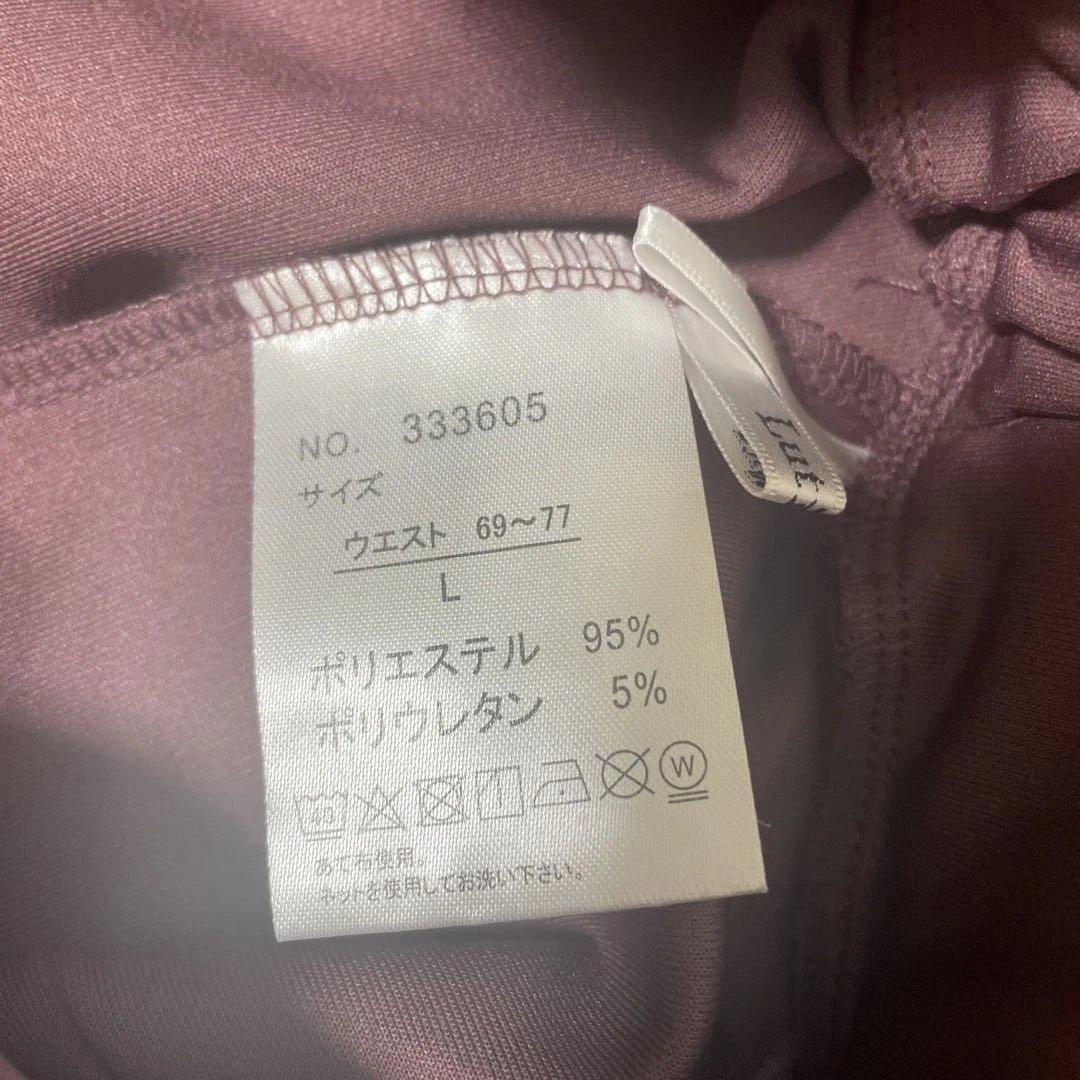 NO. 333605
サイズ
ウエスト 69〜77
L
ポリエステル 95%
ポリウレタン 5%
W
あて布使用。
ネットを使用してお洗い下さい。
Lut